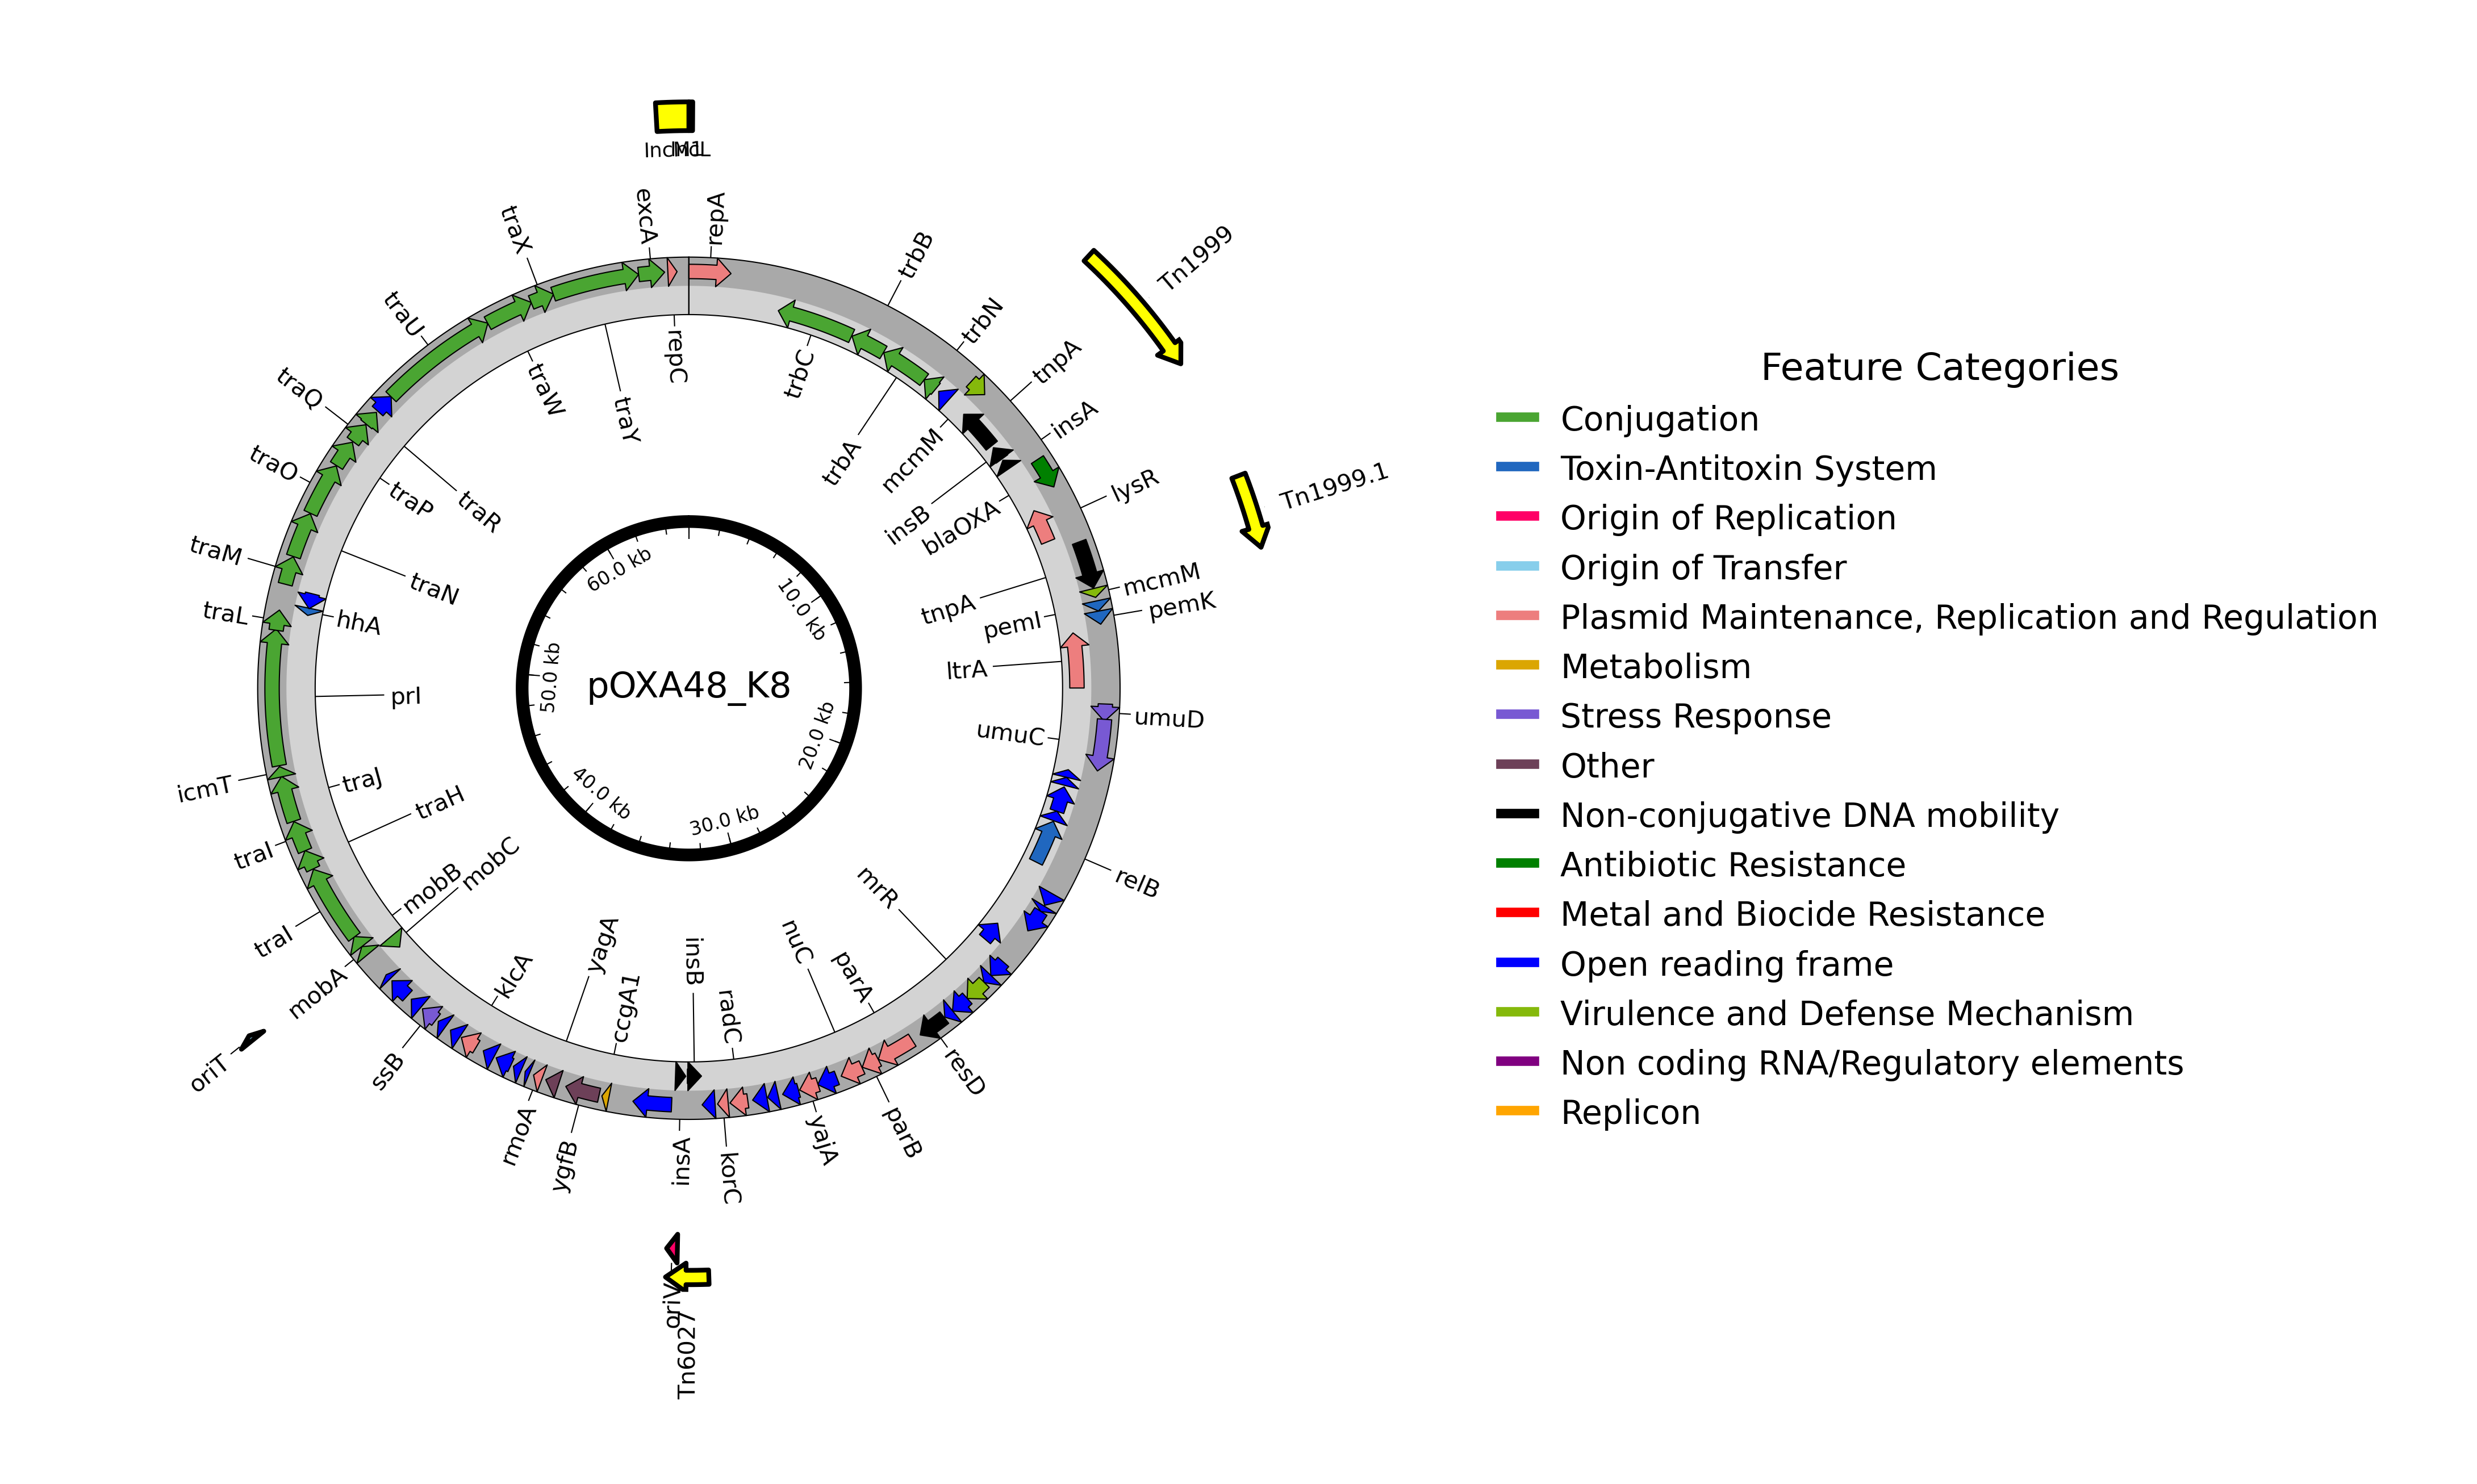 IncM1
IncL
repA
trbB
trbN
tnpA
insA
lysR
mcmM
pemK
umuD
relB
resD
parB
yajA
korC
insA
ygfB
rmoA
ssB
mobA
traI
traI
icmT
traL
traM
traO
traQ
traU
traX
excA
Tn1999
Tn1999.1
oriV
Tn6027
oriT
repC
trbC
trbA
mcmM
insB
blaOXA
tnpA
pemI
ltrA
umuC
mrR
parA
nuC
radC
insB
ccgA1
yagA
klcA
mobC
mobB
traH
traJ
prI
hhA
traN
traR
traP
traW
traY
10.0 kb
20.0 kb
30.0 kb
40.0 kb
50.0 kb
60.0 kb
pOXA48_K8
Feature Categories
Conjugation
Toxin-Antitoxin System
Origin of Replication
Origin of Transfer
Plasmid Maintenance, Replication and Regulation
Metabolism
Stress Response
Other
Non-conjugative DNA mobility
Antibiotic Resistance
Metal and Biocide Resistance
Open reading frame
Virulence and Defense Mechanism
Non coding RNA/Regulatory elements
Replicon